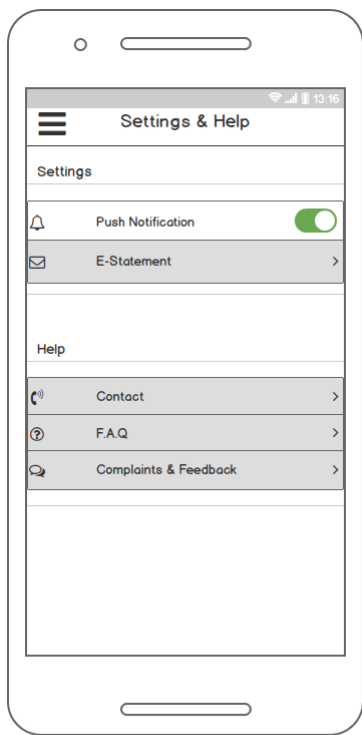 13:16
Settings & Help
Settings
Push Notification
E-Statement
Help
Contact
F.A.Q
Complaints & Feedback